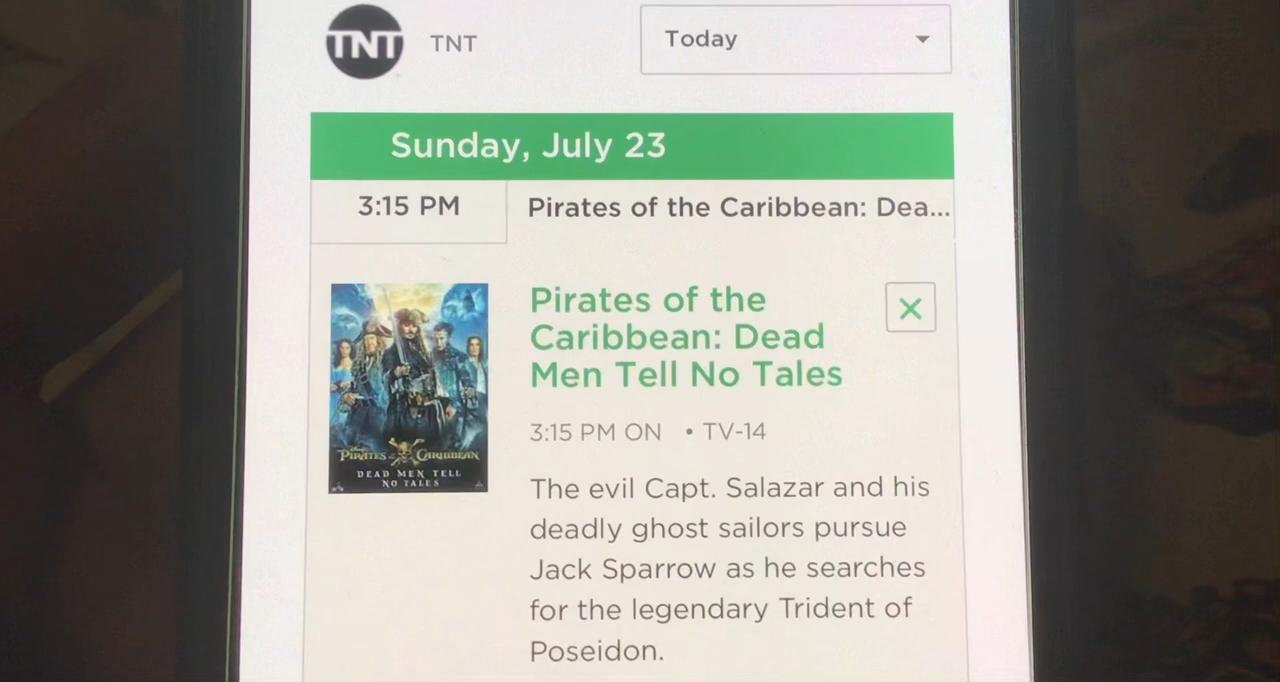 TNT TNT Today
Sunday, July 23
3:15 PM Pirates of the Caribbean: Dea...
Pirates of the
Caribbean: Dead
Men Tell No Tales
3:15 PM ON • TV-14
The evil Capt. Salazar and his
deadly ghost sailors pursue
Jack Sparrow as he searches
for the legendary Trident of
Poseidon.
PIRATES OF THE CARIBBEAN
DEAD MEN TELL
NO TALES